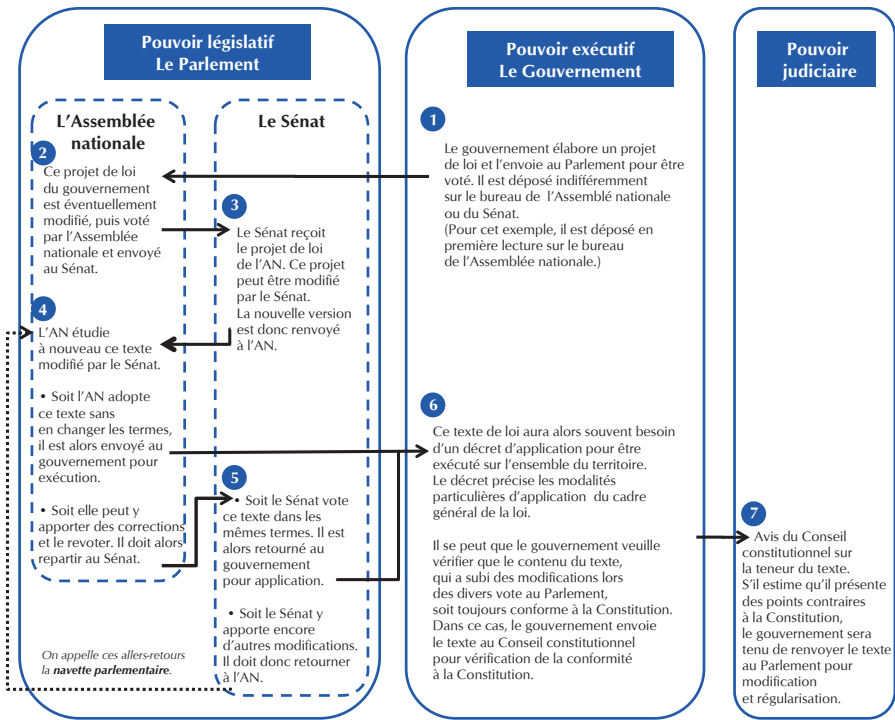 Pouvoir législatif
Le Parlement
L'Assemblée
nationale
2
Ce projet de loi
du gouvernement
est éventuellement
modifié, puis voté
par l'Assemblée
nationale et envoyé
au Sénat.
4
L'AN étudie
à nouveau ce texte
modifié par le Sénat.
• Soit l'AN adopte
ce texte sans
en changer les termes,
il est alors envoyé au
gouvernement pour
exécution.
• Soit elle peut y
apporter des corrections
et le revoter. Il doit alors
repartir au Sénat.
On appelle ces allers-retours
la navette parlementaire.
Le Sénat
3
Le Sénat reçoit
le projet de loi
de l'AN. Ce projet
peut être modifié
par le Sénat.
La nouvelle version
est donc renvoyé
à l'AN.
5
• Soit le Sénat vote
ce texte dans les
mêmes termes. Il est
alors retourné au
gouvernement
pour application.
• Soit le Sénat y
apporte encore
d'autres modifications.
Il doit donc retourner
à l'AN.
Pouvoir exécutif
Le Gouvernement
1
Le gouvernement élabore un projet
de loi et l'envoie au Parlement pour être
voté. Il est déposé indifféremment
sur le bureau de l'Assemblé nationale
ou du Sénat.
(Pour cet exemple, il est déposé en
première lecture sur le bureau
de l'Assemblée nationale.)
6
Ce texte de loi aura alors souvent besoin
d'un décret d'application pour être
exécuté sur l'ensemble du territoire.
Le décret précise les modalités
particulières d'application du cadre
général de la loi.
Il se peut que le gouvernement veuille
vérifier que le contenu du texte,
qui a subi des modifications lors
des divers vote au Parlement,
soit toujours conforme à la Constitution.
Dans ce cas, le gouvernement envoie
le texte au Conseil constitutionnel
pour vérification de la conformité
à la Constitution.
Pouvoir
judiciaire
7
Avis du Conseil
constitutionnel sur
la teneur du texte.
S'il estime qu'il présente
des points contraires
à la Constitution,
le gouvernement sera
tenu de renvoyer le texte
au Parlement pour
modification
et régularisation.